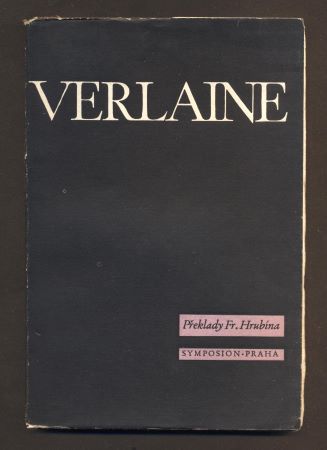 VERLAINE
Překlady Fr. Hrubína
SYMPOSION-PRAHA